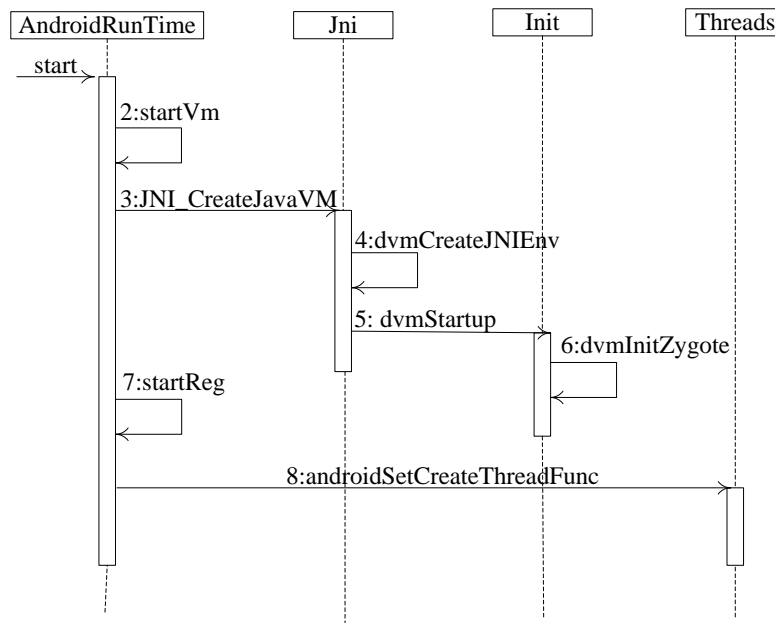 AndroidRunTime
Jni
Init
Threads
start
2:startVm
3:JNI_CreateJavaVM
4:dvmCreateJNIEnv
5: dvmStartup
6:dvmInitZygote
7:startReg
8:androidSetCreateThreadFunc